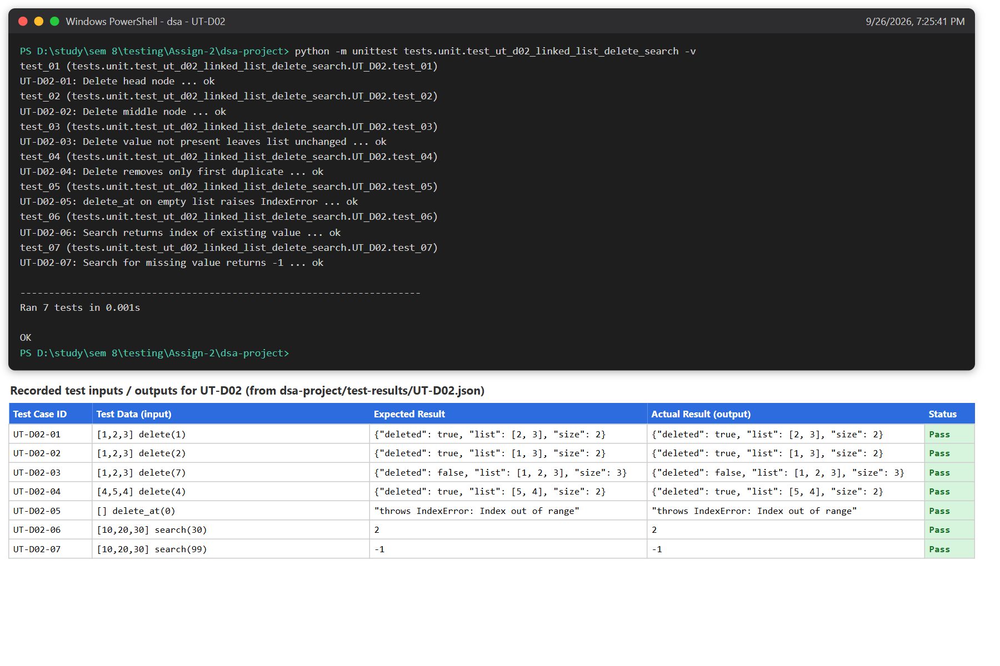 Windows PowerShell - dsa - UT-D02
9/26/2026, 7:25:41 PM
PS D:\study\sem 8\testing\Assign-2\dsa-project> python -m unittest tests.unit.test_ut_d02_linked_list_delete_search -v
test_01 (tests.unit.test_ut_d02_linked_list_delete_search.UT_D02.test_01)
UT-D02-01: Delete head node ... ok
test_02 (tests.unit.test_ut_d02_linked_list_delete_search.UT_D02.test_02)
UT-D02-02: Delete middle node ... ok
test_03 (tests.unit.test_ut_d02_linked_list_delete_search.UT_D02.test_03)
UT-D02-03: Delete value not present leaves list unchanged ... ok
test_04 (tests.unit.test_ut_d02_linked_list_delete_search.UT_D02.test_04)
UT-D02-04: Delete removes only first duplicate ... ok
test_05 (tests.unit.test_ut_d02_linked_list_delete_search.UT_D02.test_05)
UT-D02-05: delete_at on empty list raises IndexError ... ok
test_06 (tests.unit.test_ut_d02_linked_list_delete_search.UT_D02.test_06)
UT-D02-06: Search returns index of existing value ... ok
test_07 (tests.unit.test_ut_d02_linked_list_delete_search.UT_D02.test_07)
UT-D02-07: Search for missing value returns -1 ... ok
----------------------------------------------------------------------
Ran 7 tests in 0.001s
OK
PS D:\study\sem 8\testing\Assign-2\dsa-project>
Recorded test inputs / outputs for UT-D02 (from dsa-project/test-results/UT-D02.json)
Test Case ID Test Data (input) Expected Result Actual Result (output) Status
UT-D02-01 [1,2,3] delete(1) {"deleted": true, "list": [2, 3], "size": 2} {"deleted": true, "list": [2, 3], "size": 2} Pass
UT-D02-02 [1,2,3] delete(2) {"deleted": true, "list": [1, 3], "size": 2} {"deleted": true, "list": [1, 3], "size": 2} Pass
UT-D02-03 [1,2,3] delete(7) {"deleted": false, "list": [1, 2, 3], "size": 3} {"deleted": false, "list": [1, 2, 3], "size": 3} Pass
UT-D02-04 [4,5,4] delete(4) {"deleted": true, "list": [5, 4], "size": 2} {"deleted": true, "list": [5, 4], "size": 2} Pass
UT-D02-05 [] delete_at(0) "throws IndexError: Index out of range" "throws IndexError: Index out of range" Pass
UT-D02-06 [10,20,30] search(30) 2 2 Pass
UT-D02-07 [10,20,30] search(99) -1 -1 Pass